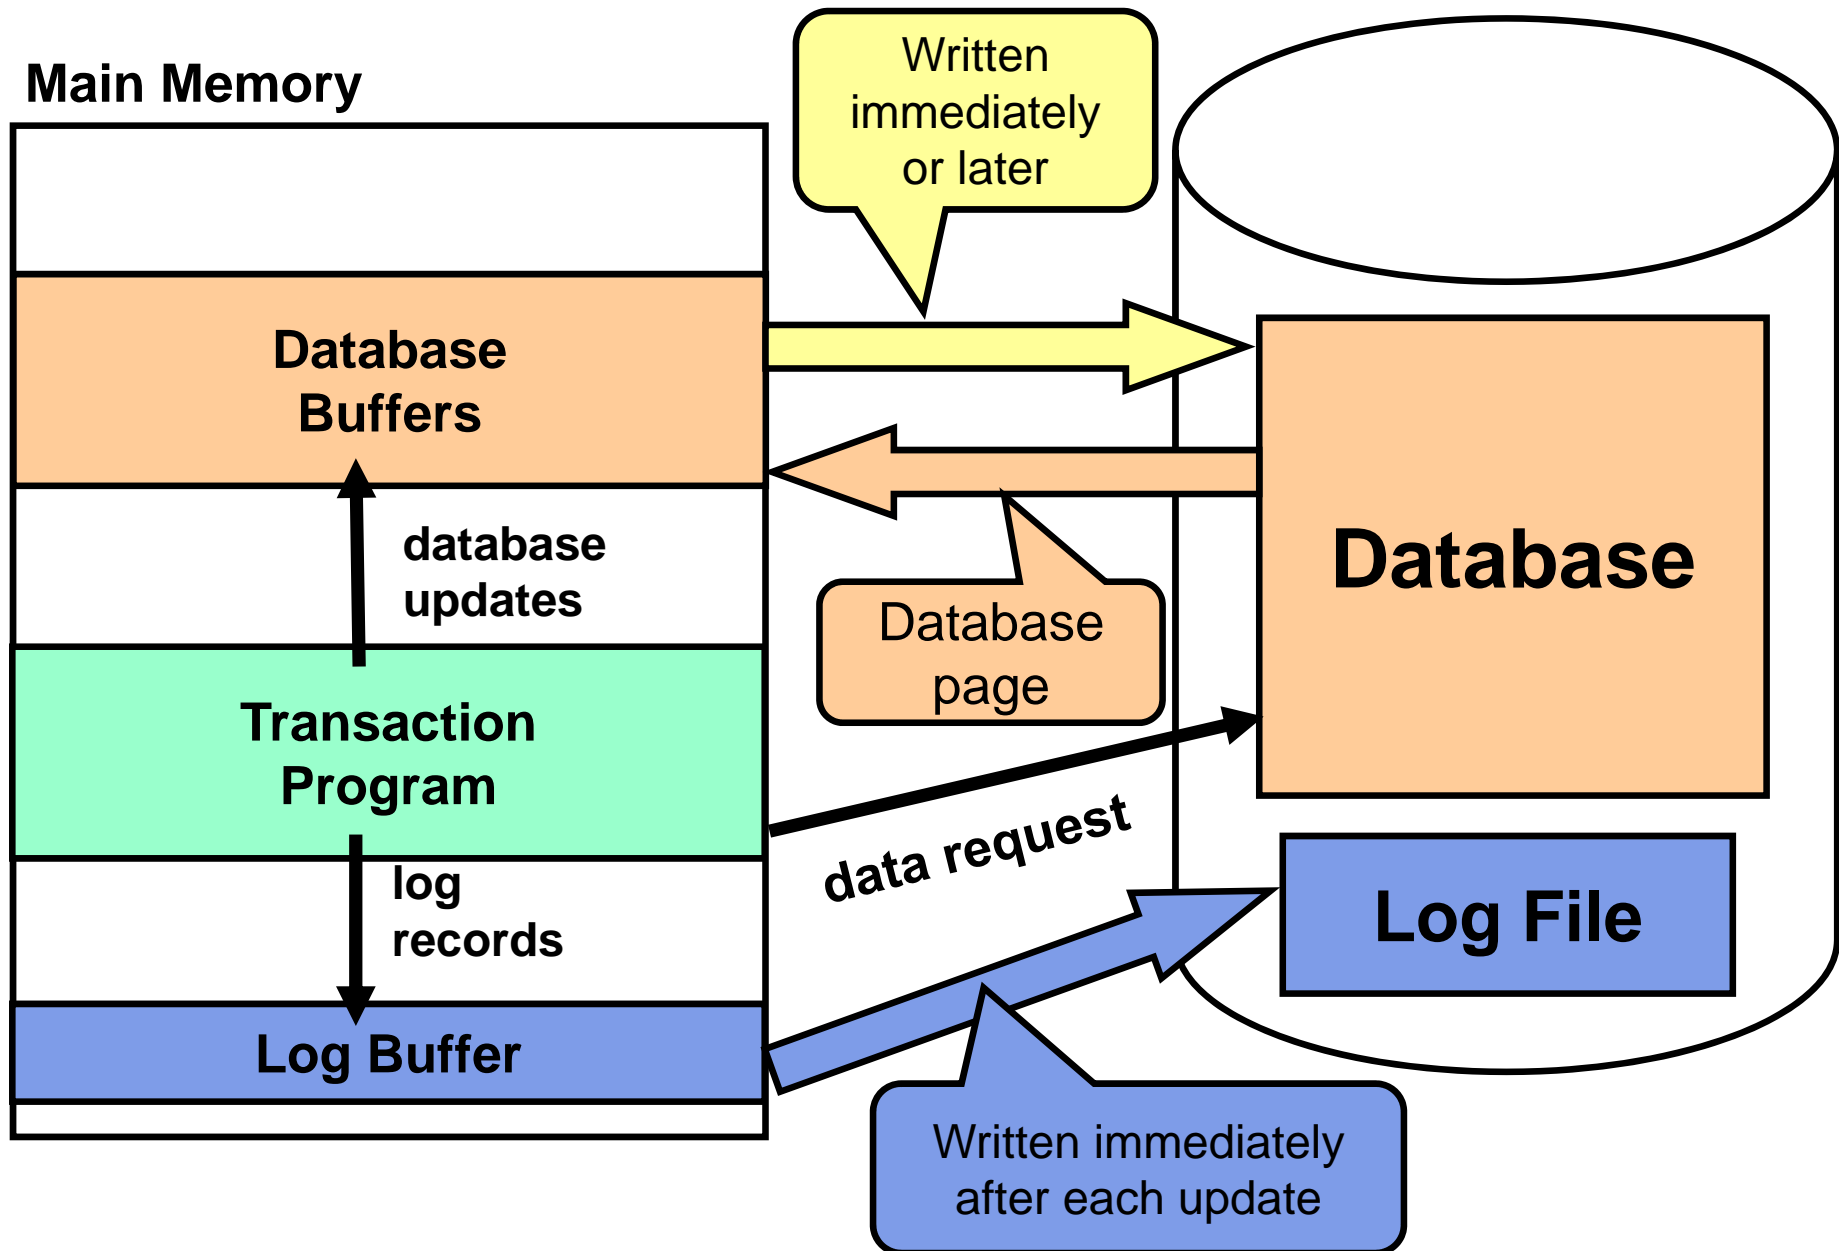 Main Memory
Written
immediately
or later
Database
Buffers
database
updates
Database
page
Database
Transaction
Program
data request
log
records
Log File
Log Buffer
Written immediately
after each update